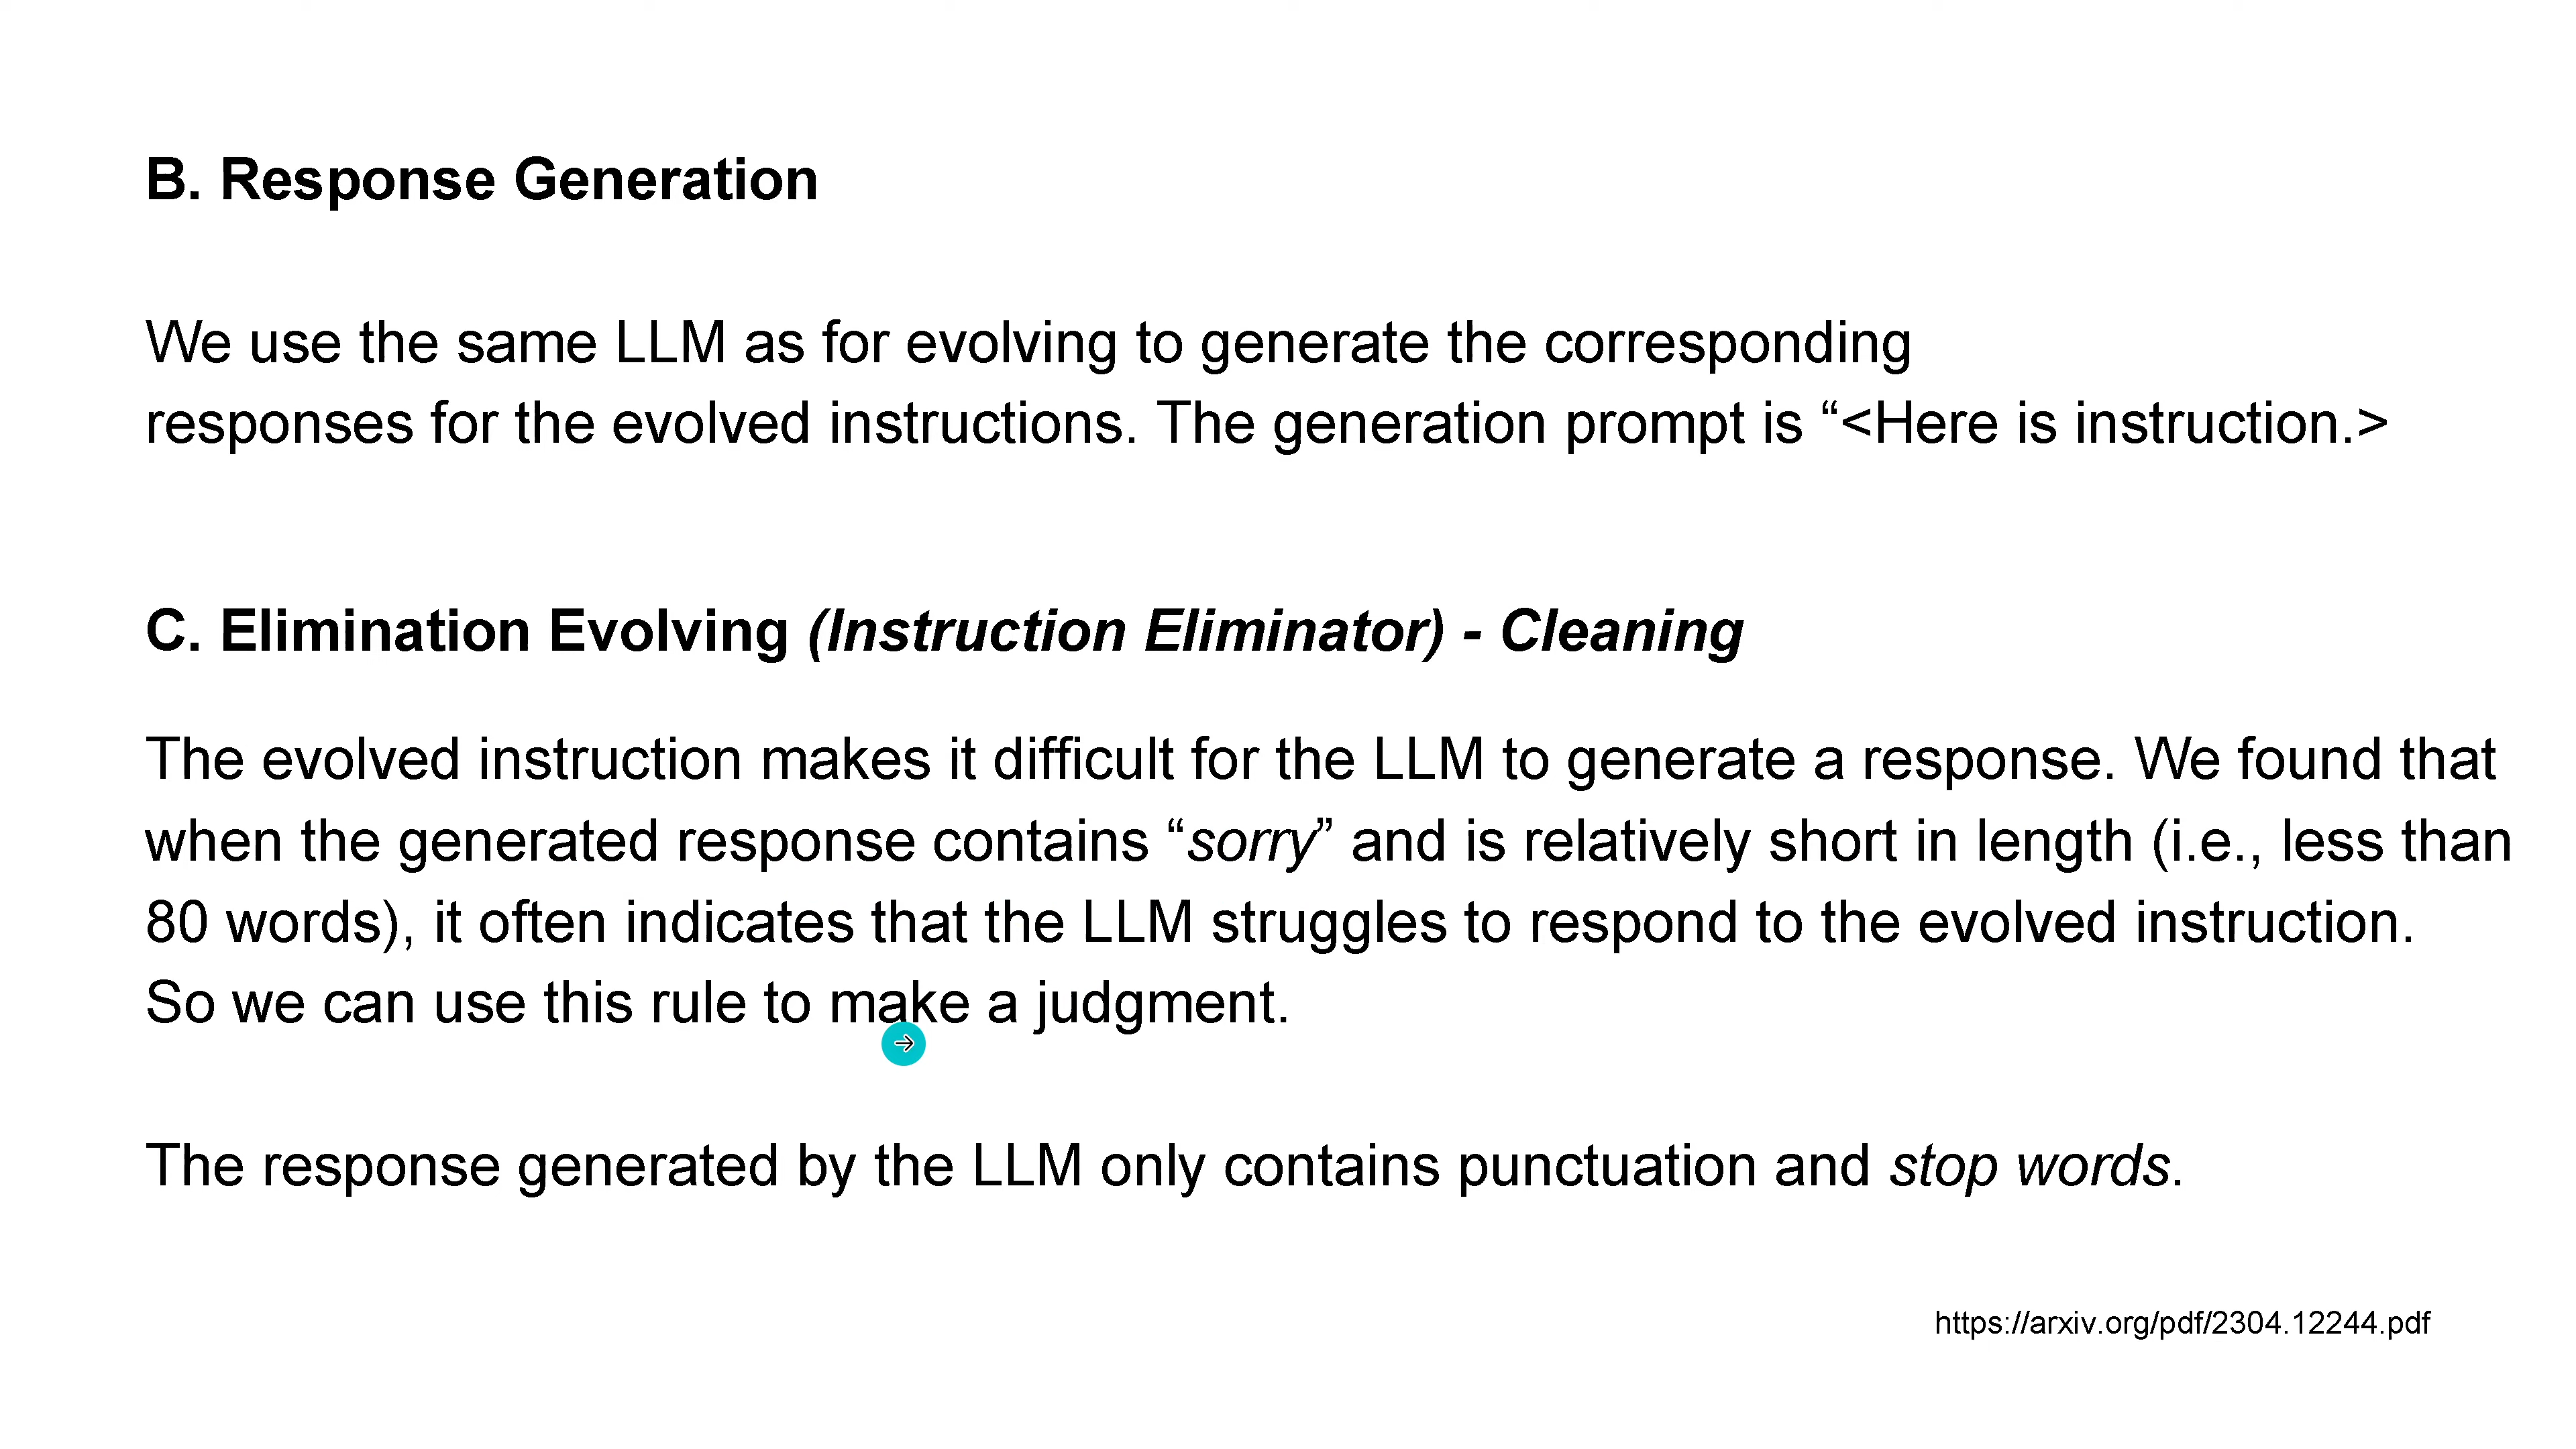 B. Response Generation
We use the same LLM as for evolving to generate the corresponding
responses for the evolved instructions. The generation prompt is “<Here is instruction.>
C. Elimination Evolving (Instruction Eliminator) - Cleaning
The evolved instruction makes it difficult for the LLM to generate a response. We found that
when the generated response contains “sorry” and is relatively short in length (i.e., less than
80 words), it often indicates that the LLM struggles to respond to the evolved instruction.
So we can use this rule to make a judgment.
The response generated by the LLM only contains punctuation and stop words.
https://arxiv.org/pdf/2304.12244.pdf